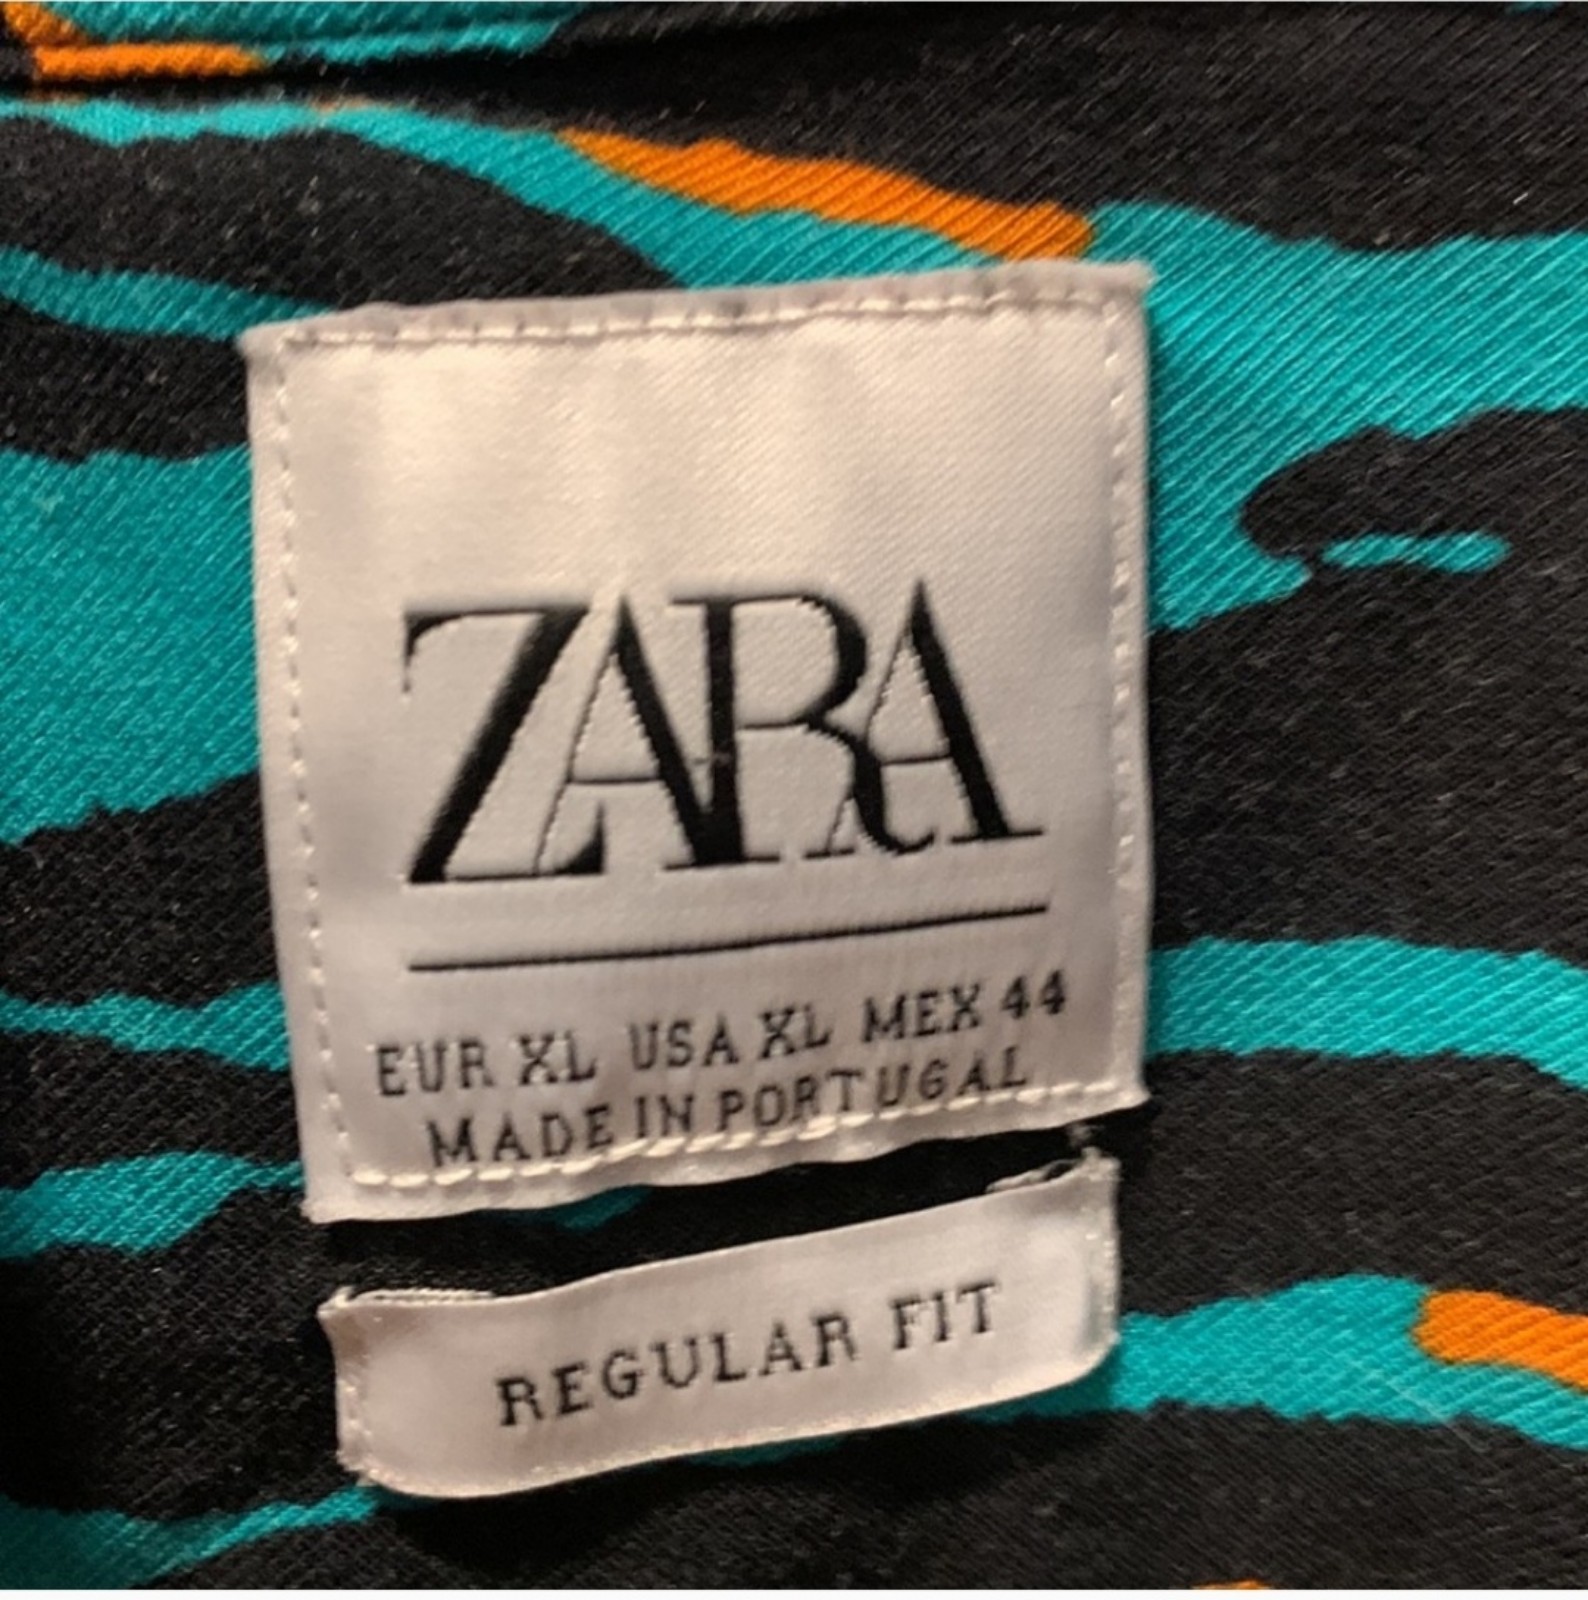 ZARA
EUR XL USA XL MEX 44
MADE IN PORTUGAL
REGULAR FIT